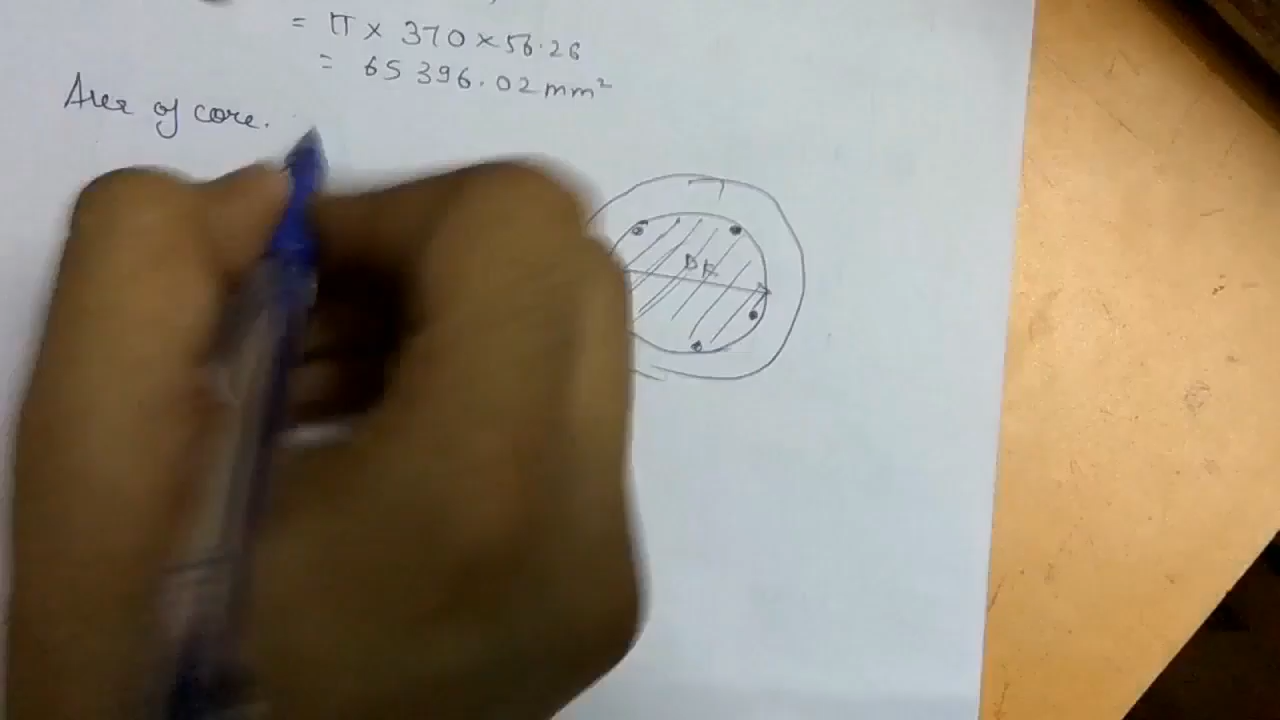 = π × 370 × 56.26
= 65396.02 mm²
Area of core.
DK